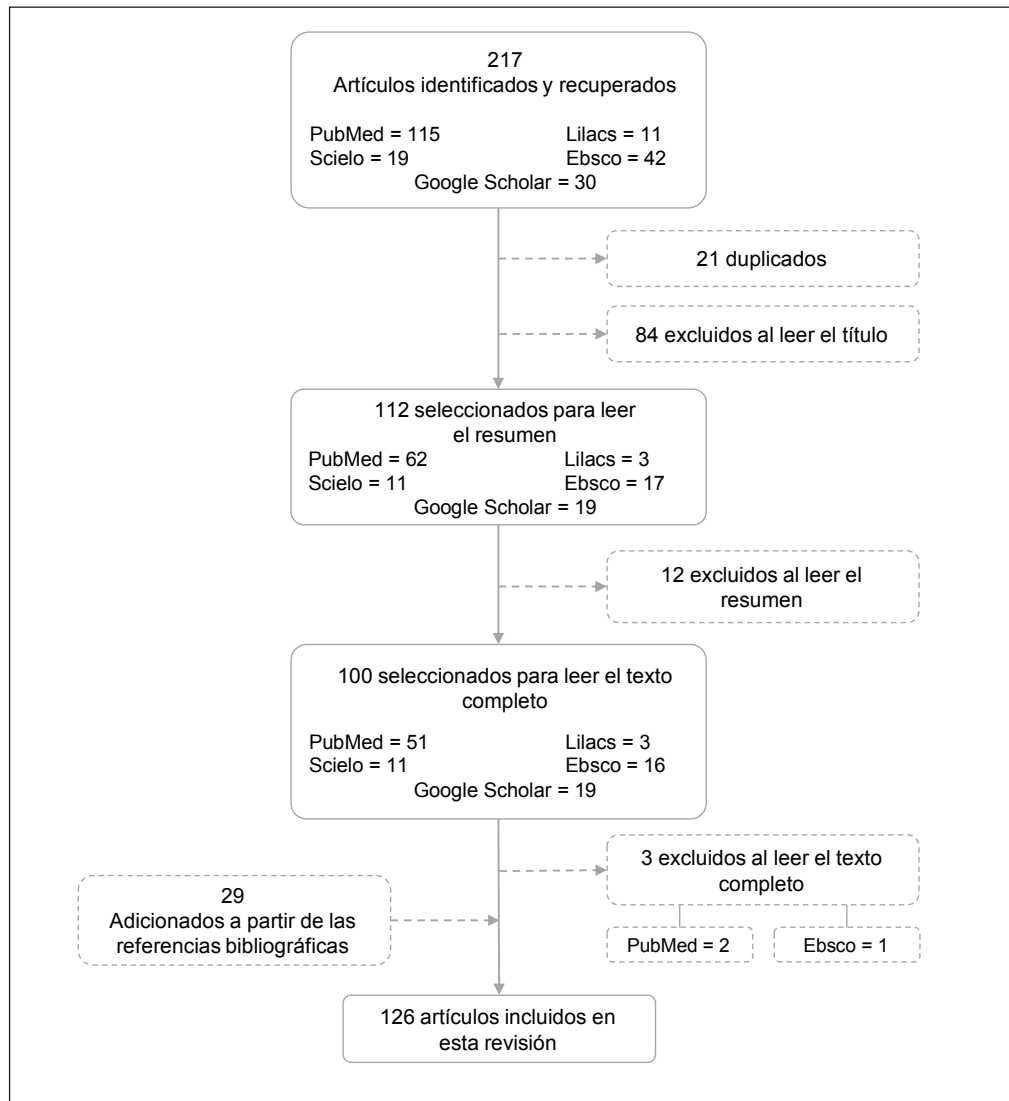 217
Artículos identificados y recuperados
PubMed = 115
Lilacs = 11
Scielo = 19
Ebsco = 42
Google Scholar = 30
21 duplicados
84 excluidos al leer el título
112 seleccionados para leer
el resumen
PubMed = 62
Lilacs = 3
Scielo = 11
Ebsco = 17
Google Scholar = 19
12 excluidos al leer el
resumen
100 seleccionados para leer el texto
completo
PubMed = 51
Lilacs = 3
Scielo = 11
Ebsco = 16
Google Scholar = 19
3 excluidos al leer el texto
completo
PubMed = 2
Ebsco = 1
29
Adicionados a partir de las
referencias bibliográficas
126 artículos incluidos en
esta revisión